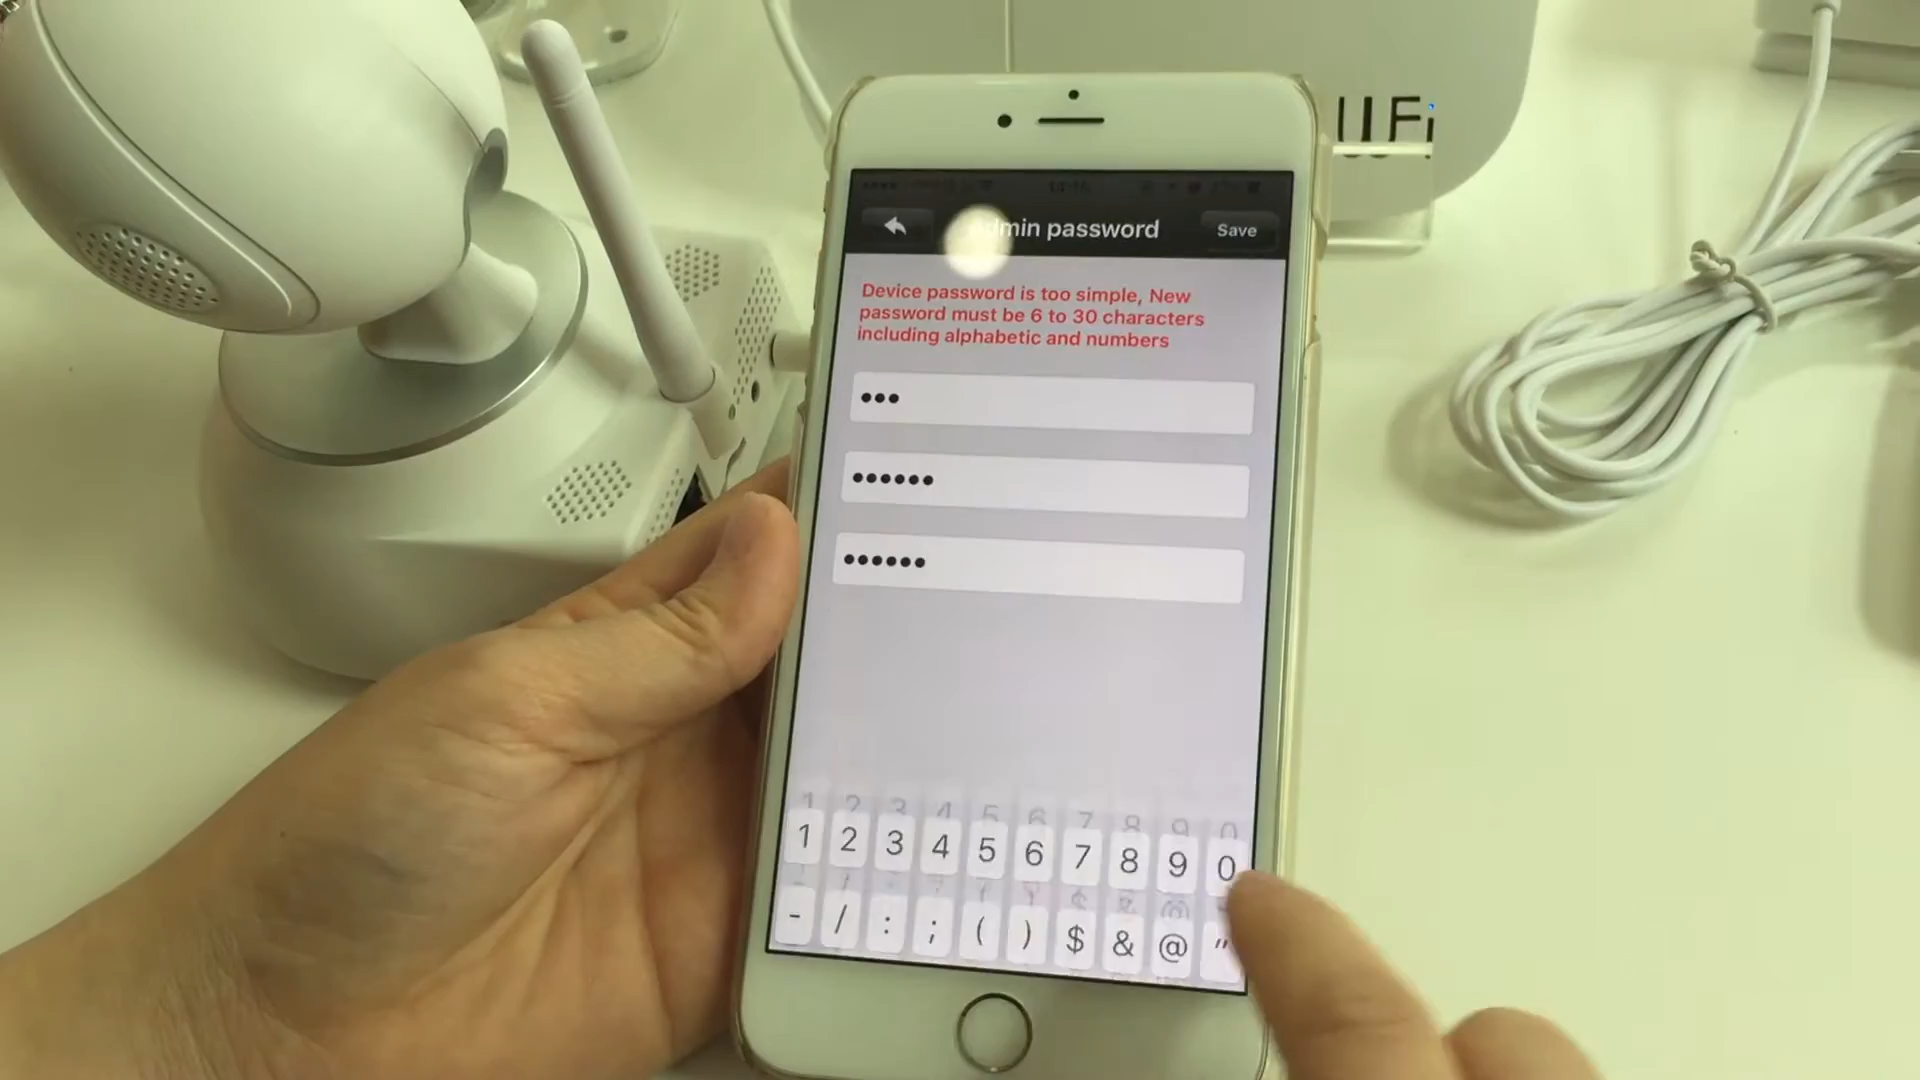 Admin password
Save
Device password is too simple, New
password must be 6 to 30 characters
including alphabetic and numbers
•••
••••••
••••••
1 2 3 4 5 6 7 8 9 0
- / : ; ( ) $ & @ "